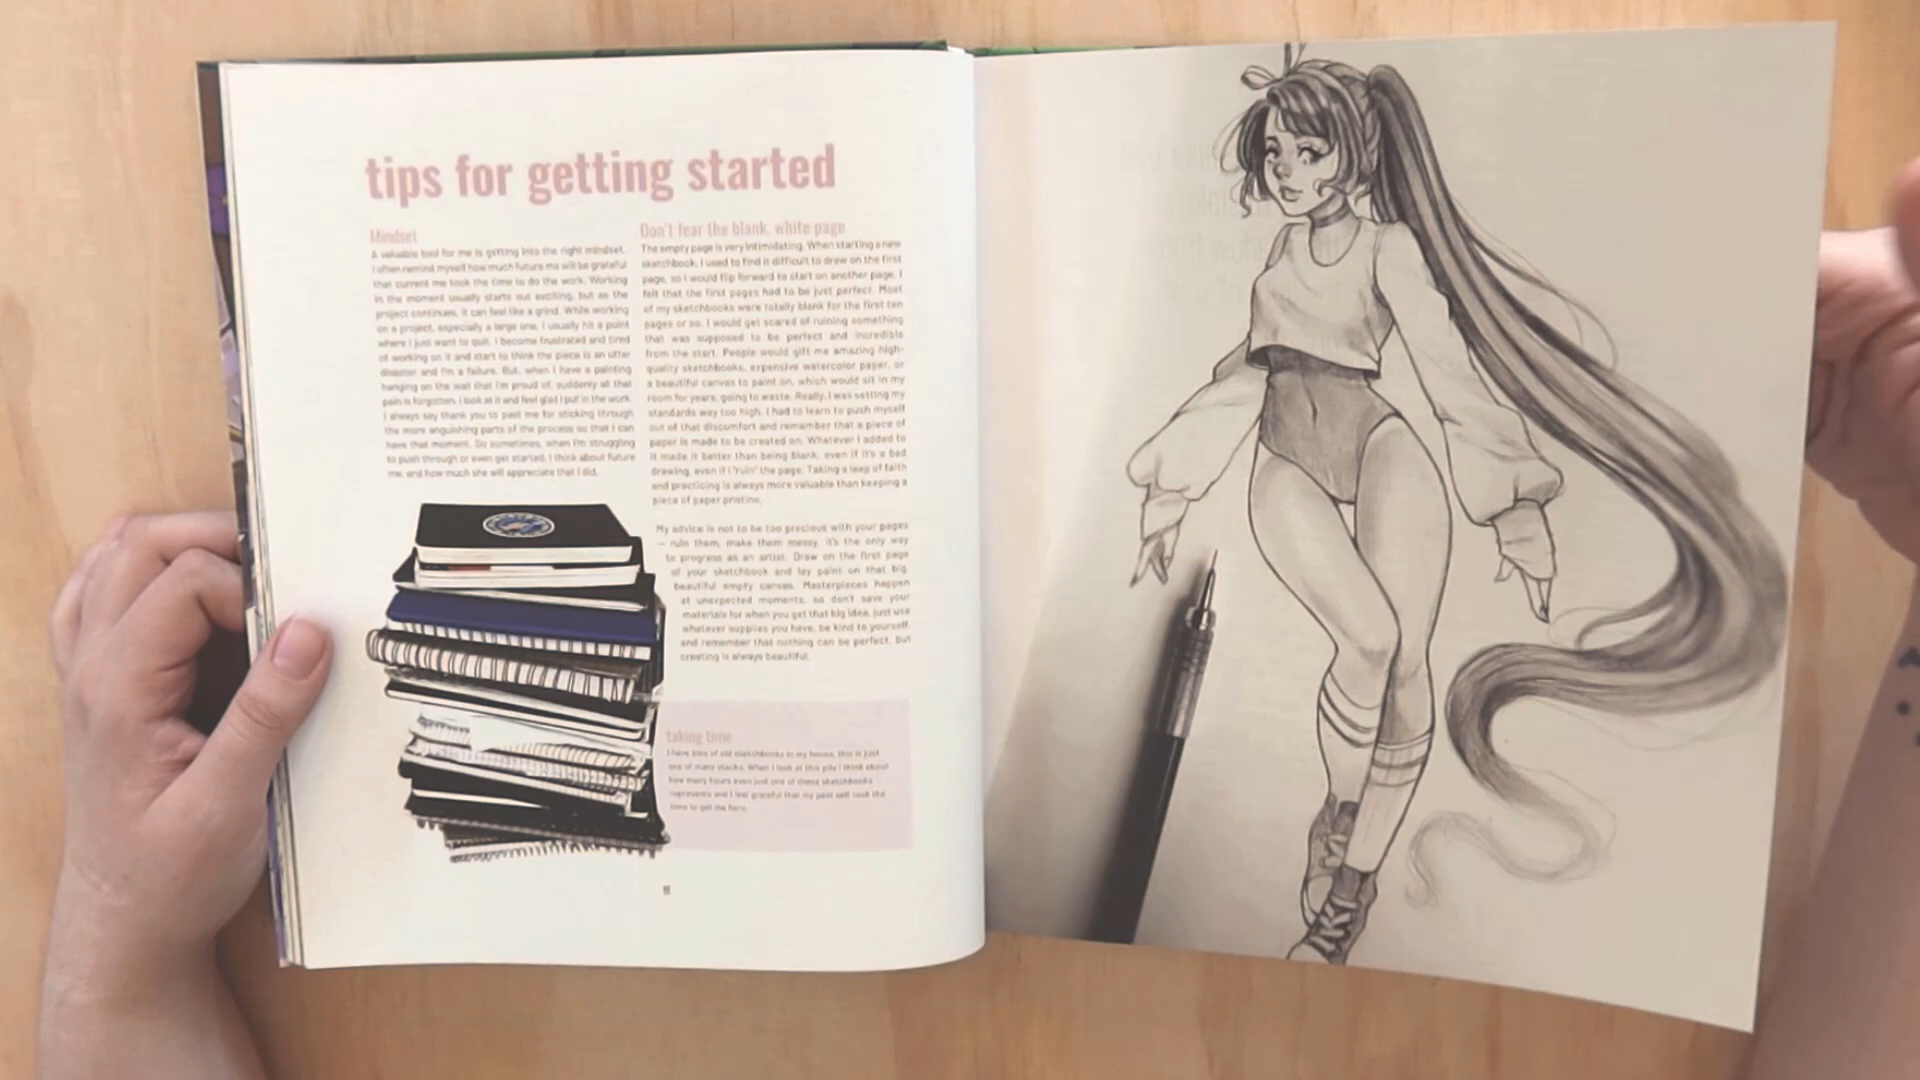 tips for getting started
Mindset
A valuable tool for me is getting into the right mindset.
I often remind myself how much future me will be grateful
that current me took the time to do the work. Working
in the moment usually starts out exciting, but as the
project continues, it can feel like a grind. While working
on a project, especially a large one, I usually hit a point
where I just want to quit. I become frustrated and tired
of working on it and start to think the piece is an utter
disaster and I'm a failure. But, when I have a painting
hanging on the wall that I'm proud of, suddenly all that
pain is forgotten. I look at it and feel glad I put in the work.
I always say thank you to past me for sticking through
the more anguishing parts of the process so that I can
have that moment. So sometimes, when I'm struggling
to push through or even get started, I think about future
me, and how much she will appreciate that I did.
Don't fear the blank, white page
The empty page is very intimidating. When starting a new
sketchbook, I used to find it difficult to draw on the first
page, so I would flip forward to start on another page. I
felt that the first pages had to be just perfect. Most
of my sketchbooks were totally blank for the first ten
pages or so. I would get scared of ruining something
that was supposed to be perfect and incredible
from the start. People would gift me amazing high-
quality sketchbooks, expensive watercolor paper, or
a beautiful canvas to paint on, which would sit in my
room for years, going to waste. Really, I was setting my
standards way too high. I had to learn to push myself
out of that discomfort and remember that a piece of
paper is made to be created on. Whatever I added to
it made it better than being blank, even if it's a bad
drawing, even if I "ruin" the page. Taking a leap of faith
and practicing is always more valuable than keeping a
piece of paper pristine.
My advice is not to be too precious with your pages
— ruin them, make them messy. It's the only way
to progress as an artist. Draw on the first page
of your sketchbook and lay paint on that big,
beautiful empty canvas. Masterpieces happen
at unexpected moments, so don't save your
materials for when you get that big idea, just use
whatever supplies you have, be kind to yourself,
and remember that nothing can be perfect, but
creating is always beautiful.
taking time
I have tons of old sketchbooks in my house, this is just
one of many stacks. When I look at this pile I think about
how many hours even just one of these sketchbooks
represents and I feel grateful that my past self took the
time to get me here.